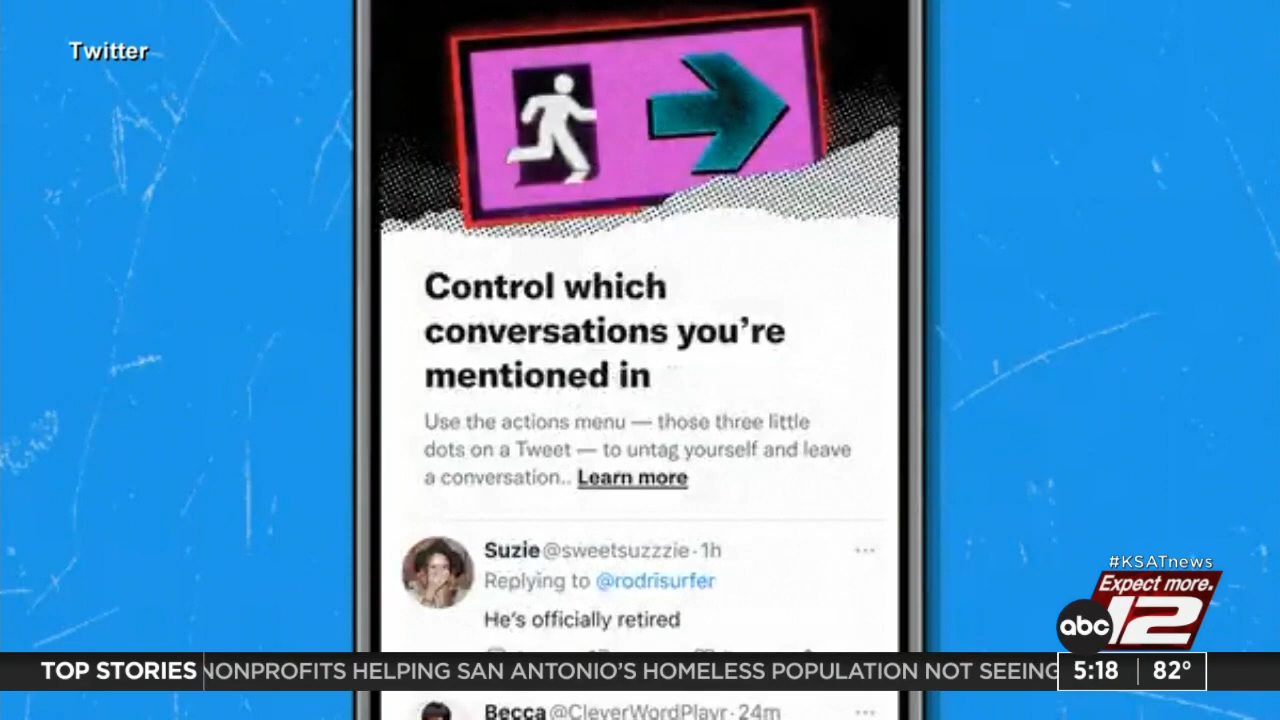 Twitter
Control which
conversations you’re
mentioned in
Use the actions menu — those three little
dots on a Tweet — to untag yourself and leave
a conversation.. Learn more
Suzie @sweetsuzzzie · 1h
Replying to @rodrisurfer
He’s officially retired
#KSATnews
Expect more.
abc 12
TOP STORIES NONPROFITS HELPING SAN ANTONIO’S HOMELESS POPULATION NOT SEEING 5:18 82°
Becca @CleverWordPlayr · 24m